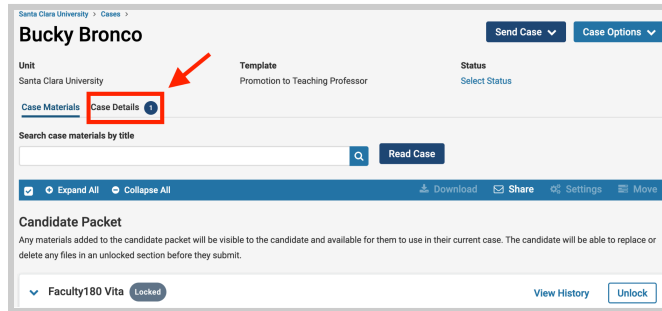 Santa Clara University > Cases >
Bucky Bronco
Send Case
Case Options
Unit
Template
Status
Santa Clara University
Promotion to Teaching Professor
Select Status
Case Materials
Case Details 1
Search case materials by title
Read Case
Expand All
Collapse All
Download
Share
Settings
Move
Candidate Packet
Any materials added to the candidate packet will be visible to the candidate and available for them to use in their current case. The candidate will be able to replace or
delete any files in an unlocked section before they submit.
Faculty180 Vita
Locked
View History
Unlock